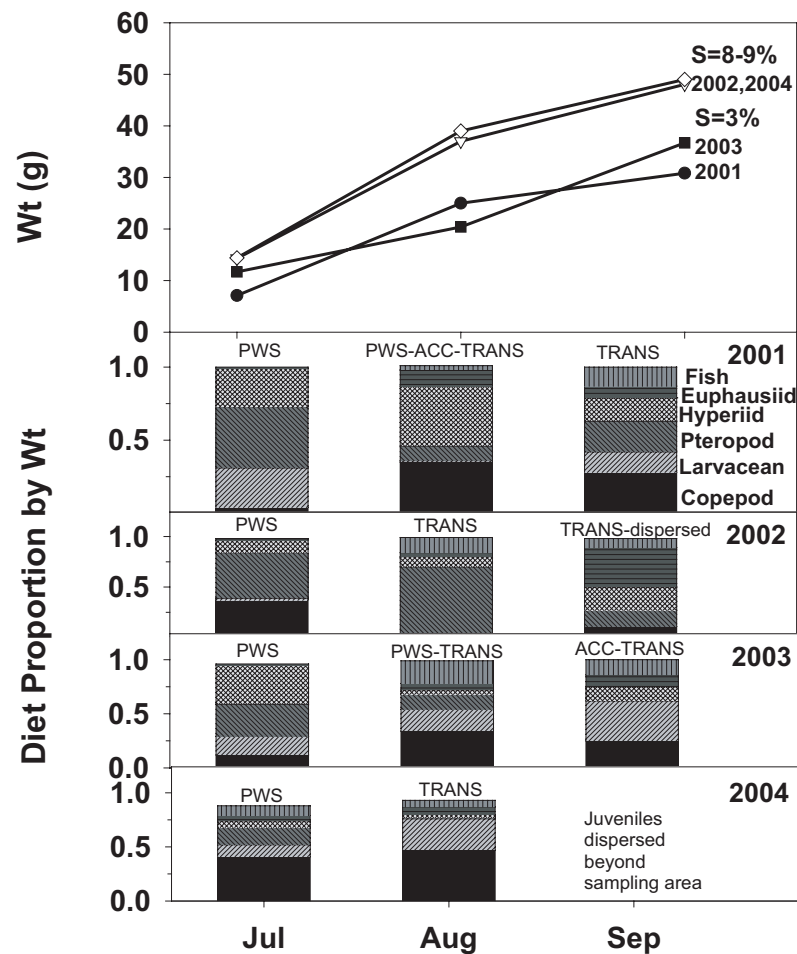 60
50
40
30
20
10
0
Wt (g)
S=8-9%
2002,2004
S=3%
2003
2001
PWS
PWS-ACC-TRANS
TRANS
2001
1.0
0.5
Fish
Euphausiid
Hyperiid
Pteropod
Larvacean
Copepod
Diet Proportion by Wt
PWS
TRANS
TRANS-dispersed
2002
1.0
0.5
PWS
PWS-TRANS
ACC-TRANS
2003
1.0
0.5
0.0
PWS
TRANS
2004
1.0
0.5
0.0
Juveniles
dispersed
beyond
sampling area
Jul
Aug
Sep